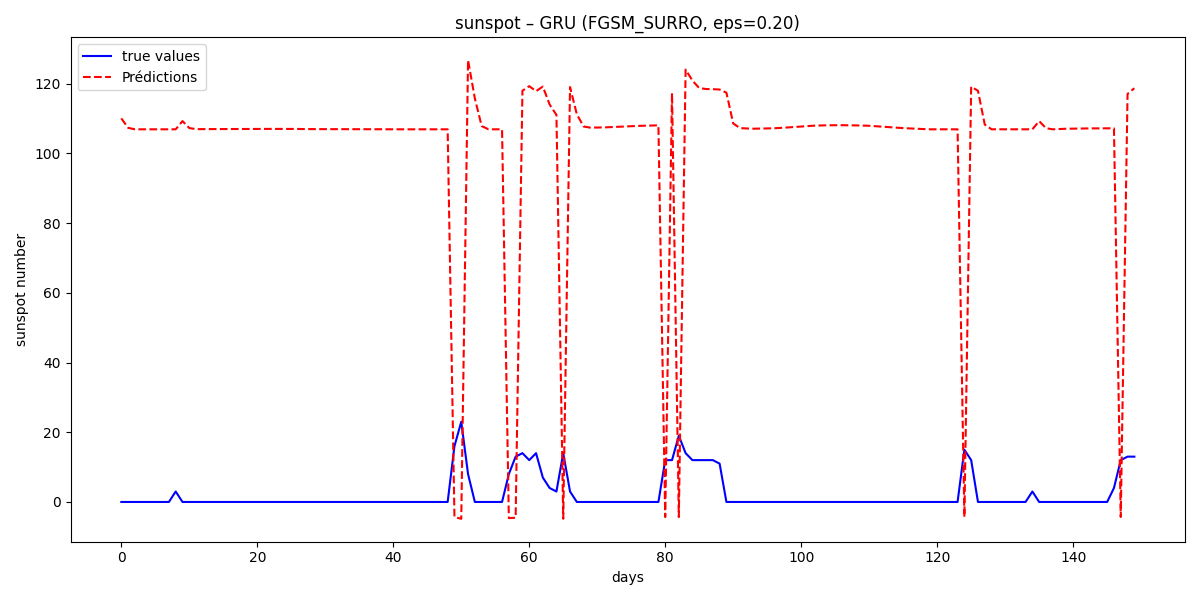 sunspot – GRU (FGSM_SURRO, eps=0.20)
true values
Prédictions
sunspot number
120
100
80
60
40
20
0
0 20 40 60 80 100 120 140
days